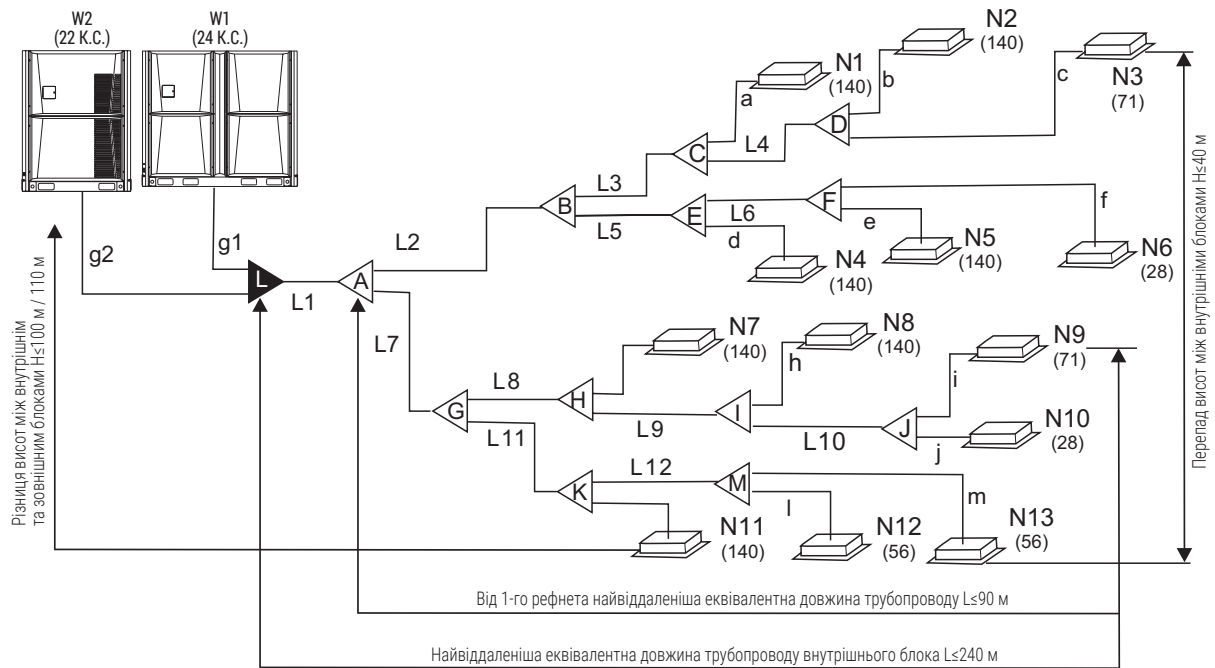 W2
(22 К.С.)
W1
(24 К.С.)
N1
(140)
N2
(140)
N3
(71)
a
b
c
C
D
L4
L3
B
L5
E
L6
d
F
e
f
N4
(140)
N5
(140)
N6
(28)
g2
g1
L
L1
A
L2
L7
N7
(140)
N8
(140)
h
N9
(71)
i
L8
H
G
L9
I
L10
J
j
N10
(28)
L11
L12
K
M
l
m
N11
(140)
N12
(56)
N13
(56)
Різниця висот між внутрішнім
та зовнішним блоками H≤100 м / 110 м
Перепад висот між внутрішніми блоками H≤40 м
Від 1-го рефнета найвіддаленіша еквівалентна довжина трубопроводу L≤90 м
Найвіддаленіша еквівалентна довжина трубопроводу внутрішнього блока L≤240 м